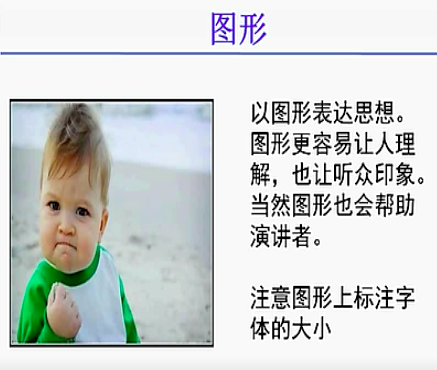 图形
以图形表达思想。
图形更容易让人理
解，也让听众印象。
当然图形也会帮助
演讲者。
注意图形上标注字
体的大小